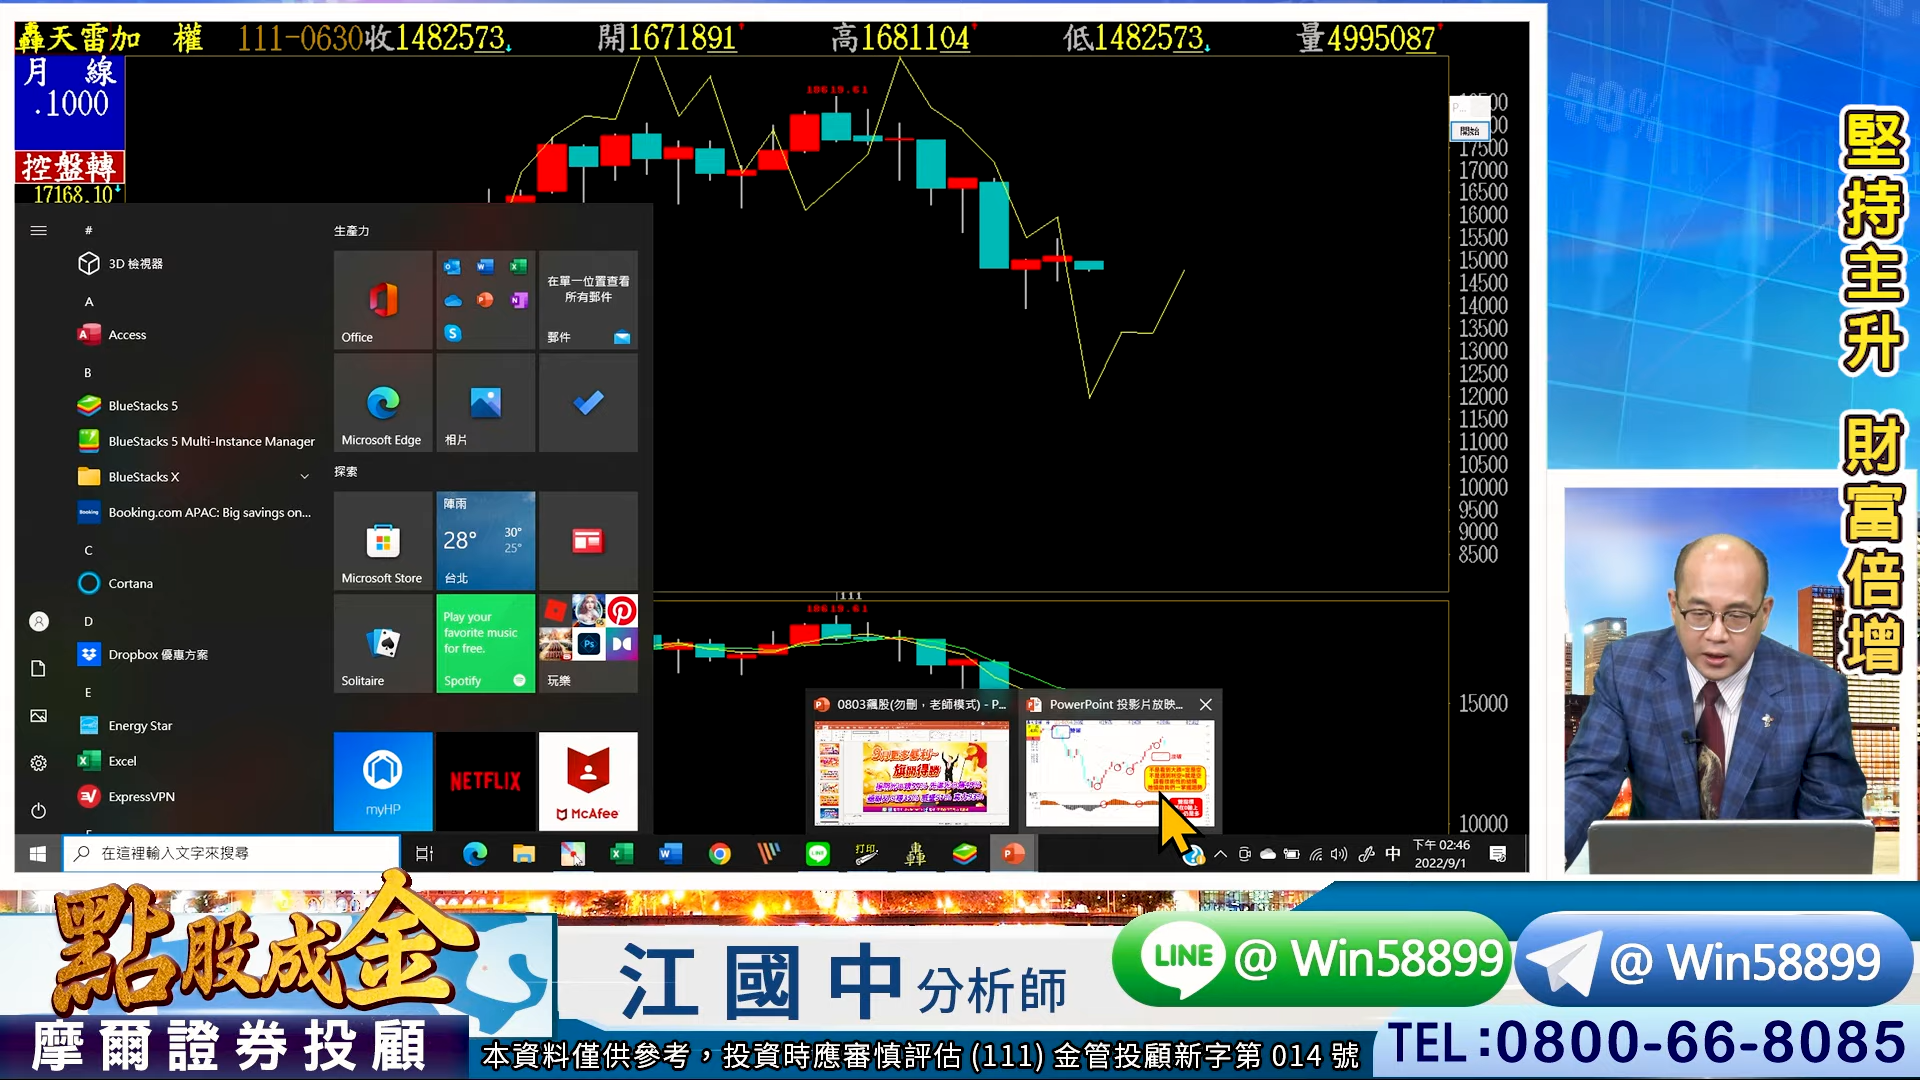 轟天雷加 權 111-0630收1482573 開1671891 高1681104 低1482573 量4995087
月 線
.1000
控盤轉
17168.10
18619.61
開始
17500
17000
16500
16000
15500
15000
14500
14000
13500
13000
12500
12000
11500
11000
10500
10000
9500
9000
8500
111
18619.61
15000
10000
#
3D 檢視器
A
Access
B
BlueStacks 5
BlueStacks 5 Multi-Instance Manager
BlueStacks X
Booking.com APAC: Big savings on...
C
Cortana
D
Dropbox 優惠方案
E
Energy Star
Excel
ExpressVPN
生產力
Office
在單一位置查看
所有郵件
郵件
Microsoft Edge
相片
探索
Microsoft Store
陣雨
28° 30°
25°
台北
Solitaire
Play your
favorite music
for free.
Spotify
玩樂
myHP
NETFLIX
McAfee
0803飆股(勿刪，老師模式) - P...
PowerPoint 投影片放映...
旗開得勝
在這裡輸入文字來搜尋
中
下午 02:46
2022/9/1
堅持主升 財富倍增
點股成金
摩爾證券投顧
江國中 分析師
LINE @ Win58899
@ Win58899
TEL:0800-66-8085
本資料僅供參考，投資時應審慎評估 (111) 金管投顧新字第 014 號